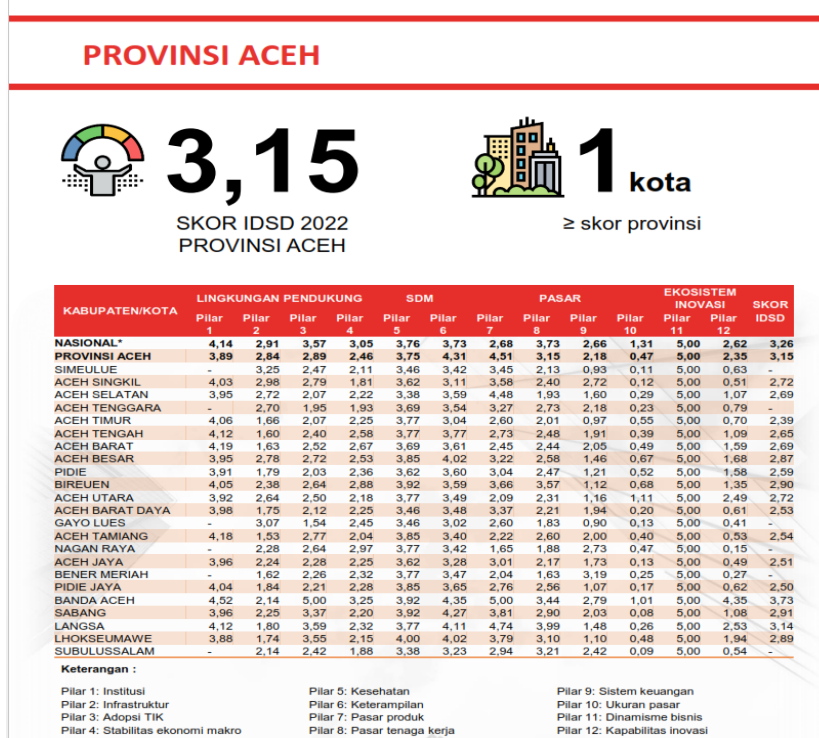 PROVINSI ACEH
3,15
SKOR IDSD 2022
PROVINSI ACEH
1 kota
≥ skor provinsi
KABUPATEN/KOTA LINGKUNGAN PENDUKUNG SDM PASAR EKOSISTEM INOVASI SKOR IDSD
Pilar 1 Pilar 2 Pilar 3 Pilar 4 Pilar 5 Pilar 6 Pilar 7 Pilar 8 Pilar 9 Pilar 10 Pilar 11 Pilar 12
NASIONAL* 4,14 2,91 3,57 3,05 3,76 3,73 2,68 3,73 2,66 1,31 5,00 2,62 3,26
PROVINSI ACEH 3,89 2,84 2,89 2,46 3,75 4,31 4,51 3,15 2,18 0,47 5,00 2,35 3,15
SIMEULUE - 3,25 2,47 2,11 3,46 3,42 3,45 2,13 0,93 0,11 5,00 0,63 -
ACEH SINGKIL 4,03 2,98 2,79 1,81 3,62 3,11 3,58 2,40 2,72 0,12 5,00 0,51 2,72
ACEH SELATAN 3,95 2,72 2,07 2,22 3,38 3,59 4,48 1,93 1,60 0,29 5,00 1,07 2,69
ACEH TENGGARA - 2,70 1,95 1,93 3,69 3,54 3,27 2,73 2,18 0,23 5,00 0,79 -
ACEH TIMUR 4,06 1,66 2,07 2,25 3,77 3,04 2,60 2,01 0,97 0,55 5,00 0,70 2,39
ACEH TENGAH 4,12 1,60 2,40 2,58 3,77 3,77 2,73 2,48 1,91 0,39 5,00 1,09 2,65
ACEH BARAT 4,19 1,63 2,52 2,67 3,69 3,61 2,45 2,44 2,05 0,49 5,00 1,59 2,69
ACEH BESAR 3,95 2,78 2,72 2,53 3,85 4,02 3,22 2,58 1,46 0,67 5,00 1,68 2,87
PIDIE 3,91 1,79 2,03 2,36 3,62 3,60 3,04 2,47 1,21 0,52 5,00 1,58 2,59
BIREUEN 4,05 2,38 2,64 2,88 3,92 3,59 3,66 3,57 1,12 0,68 5,00 1,35 2,90
ACEH UTARA 3,92 2,64 2,50 2,18 3,77 3,49 2,09 2,31 1,16 1,11 5,00 2,49 2,72
ACEH BARAT DAYA 3,98 1,75 2,12 2,25 3,46 3,48 3,37 2,21 1,94 0,20 5,00 0,61 2,53
GAYO LUES - 3,07 1,54 2,45 3,46 3,02 2,60 1,83 0,90 0,13 5,00 0,41 -
ACEH TAMIANG 4,18 1,53 2,77 2,04 3,85 3,40 2,22 2,60 2,00 0,40 5,00 0,53 2,54
NAGAN RAYA - 2,28 2,64 2,97 3,77 3,42 1,65 1,88 2,73 0,47 5,00 0,15 -
ACEH JAYA 3,96 2,24 2,28 2,25 3,62 3,28 3,01 2,17 1,73 0,13 5,00 0,49 2,51
BENER MERIAH - 1,62 2,26 2,32 3,77 3,47 2,04 1,63 3,19 0,25 5,00 0,27 -
PIDIE JAYA 4,04 1,84 2,21 2,28 3,85 3,65 2,76 2,56 1,07 0,17 5,00 0,62 2,50
BANDA ACEH 4,52 2,14 5,00 3,25 3,92 4,35 5,00 3,44 2,79 1,01 5,00 4,35 3,73
SABANG 3,96 2,25 3,37 2,20 3,92 4,27 3,81 2,90 2,03 0,08 5,00 1,08 2,91
LANGSA 4,12 1,80 3,59 2,32 3,77 4,11 4,74 3,99 1,48 0,26 5,00 2,53 3,14
LHOKSEUMAWE 3,88 1,74 3,55 2,15 4,00 4,02 3,79 3,10 1,10 0,48 5,00 1,94 2,89
SUBULUSSALAM - 2,14 2,42 1,88 3,38 3,23 2,94 3,21 2,42 0,09 5,00 0,54 -
Keterangan :
Pilar 1: Institusi Pilar 5: Kesehatan Pilar 9: Sistem keuangan
Pilar 2: Infrastruktur Pilar 6: Keterampilan Pilar 10: Ukuran pasar
Pilar 3: Adopsi TIK Pilar 7: Pasar produk Pilar 11: Dinamisme bisnis
Pilar 4: Stabilitas ekonomi makro Pilar 8: Pasar tenaga kerja Pilar 12: Kapabilitas inovasi